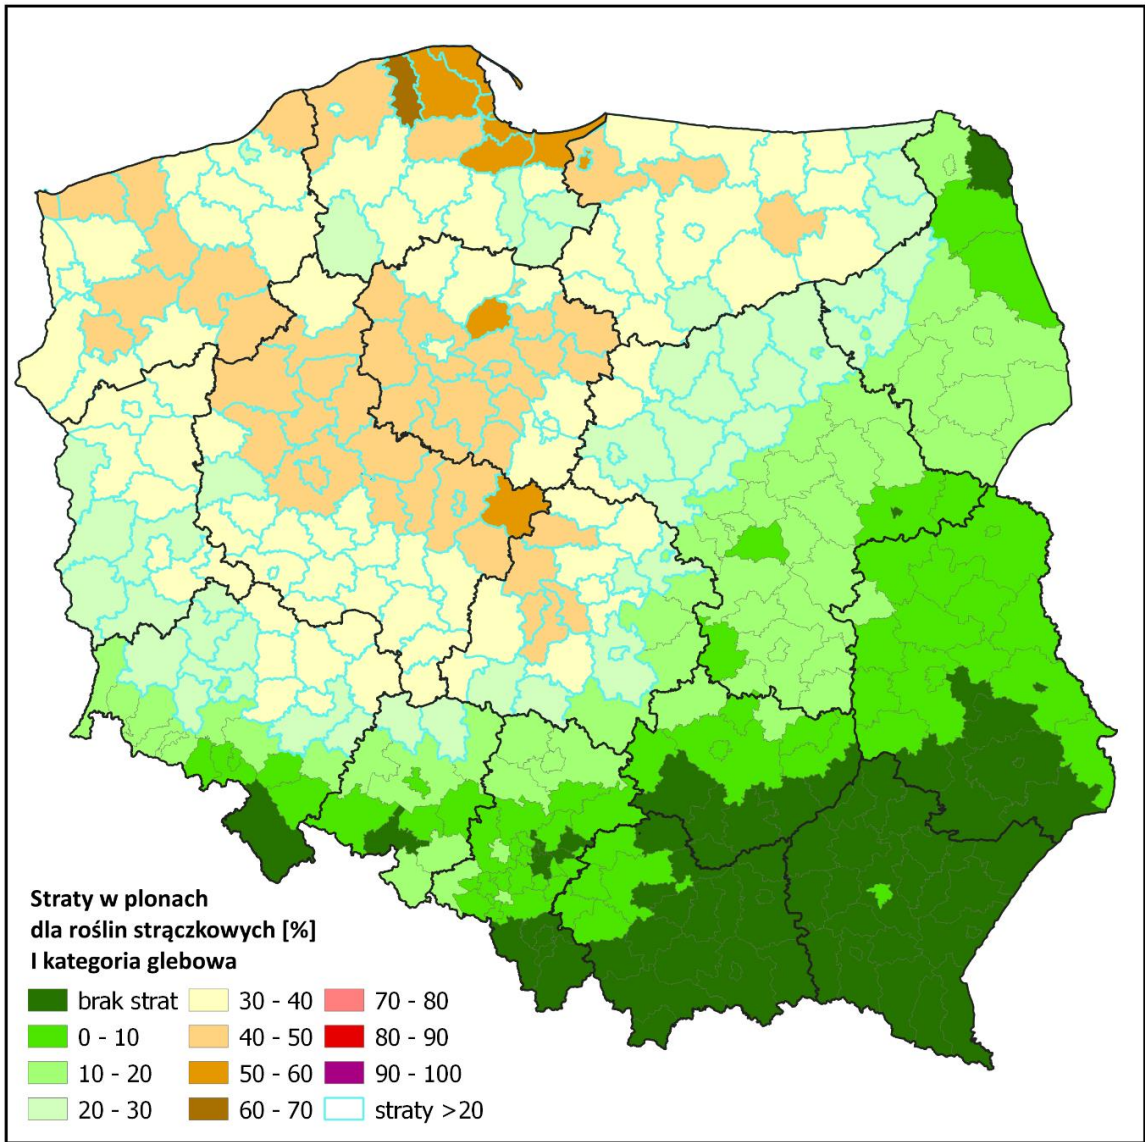 Straty w plonach
dla roślin strączkowych [%]
I kategoria glebowa
brak strat
0 - 10
10 - 20
20 - 30
30 - 40
40 - 50
50 - 60
60 - 70
70 - 80
80 - 90
90 - 100
straty >20